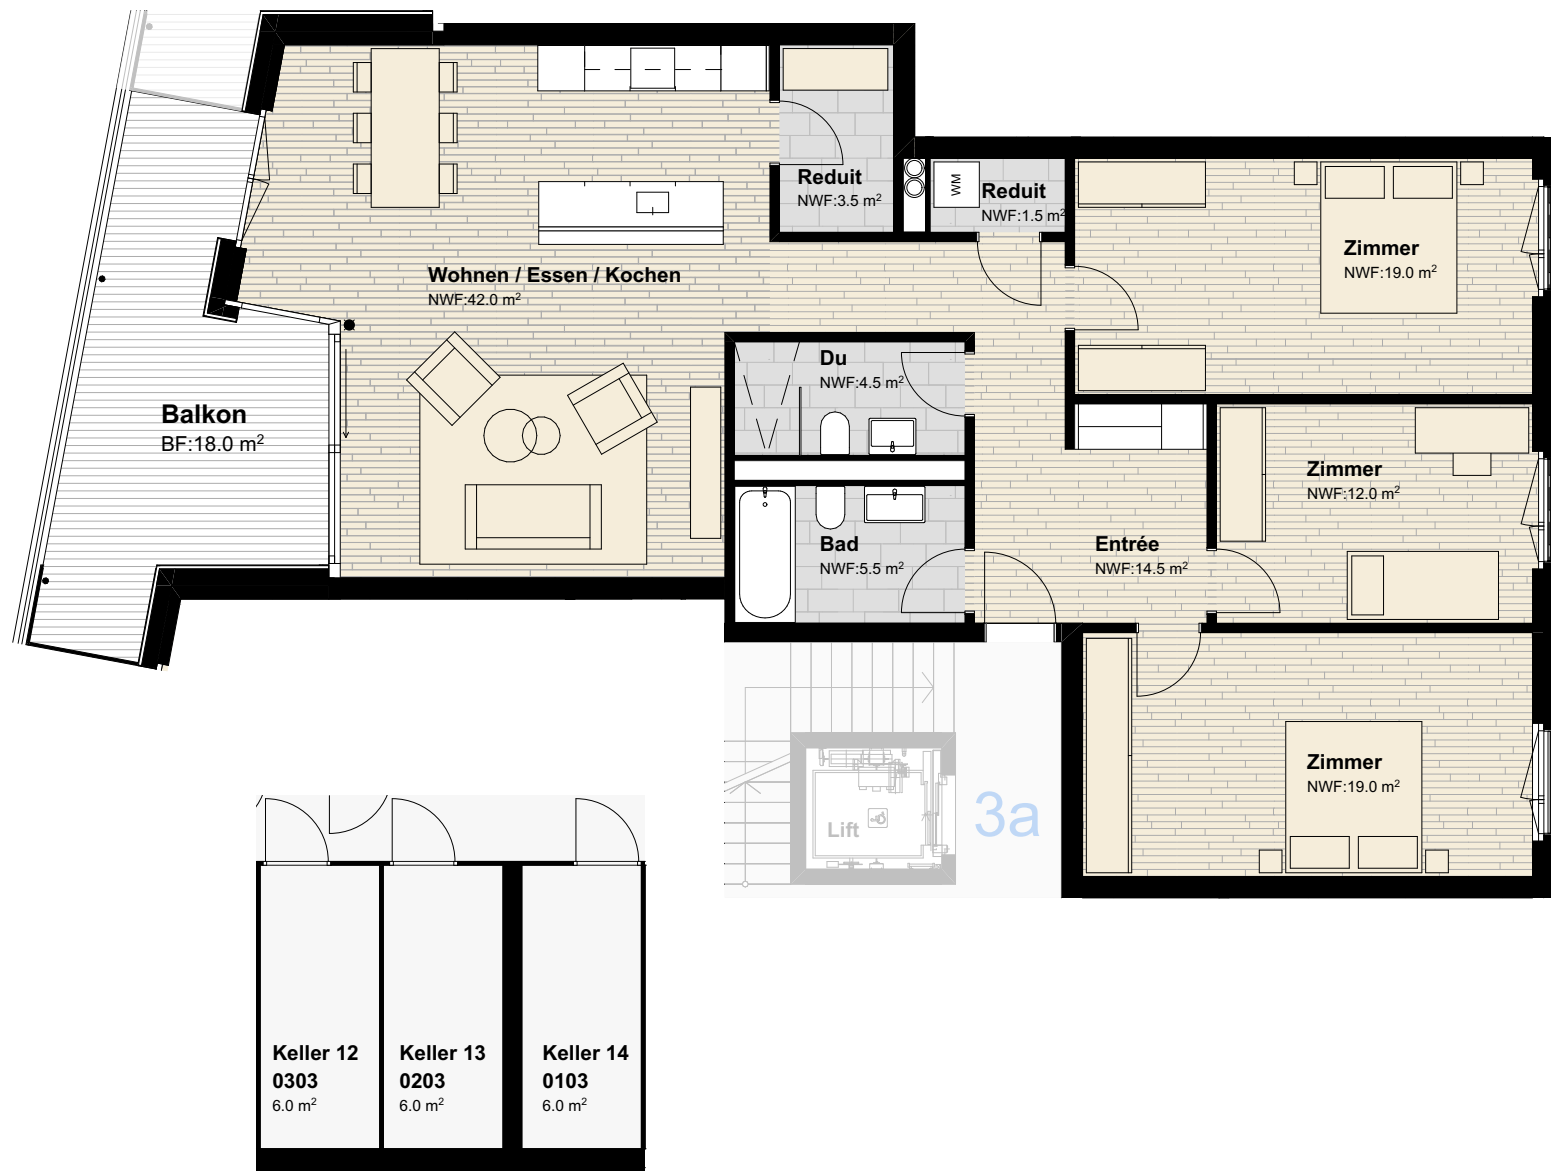 Reduit
NWF:3.5 m²
WM
Reduit
NWF:1.5 m²
Zimmer
NWF:19.0 m²
Wohnen / Essen / Kochen
NWF:42.0 m²
Du
NWF:4.5 m²
Balkon
BF:18.0 m²
Zimmer
NWF:12.0 m²
Bad
NWF:5.5 m²
Entrée
NWF:14.5 m²
Zimmer
NWF:19.0 m²
Lift
3a
Keller 12
0303
6.0 m²
Keller 13
0203
6.0 m²
Keller 14
0103
6.0 m²